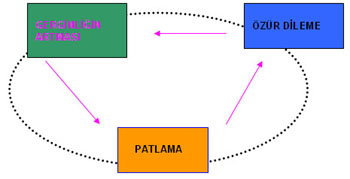 GERGİNLİĞİN
ARTMASI
ÖZÜR DİLEME
PATLAMA